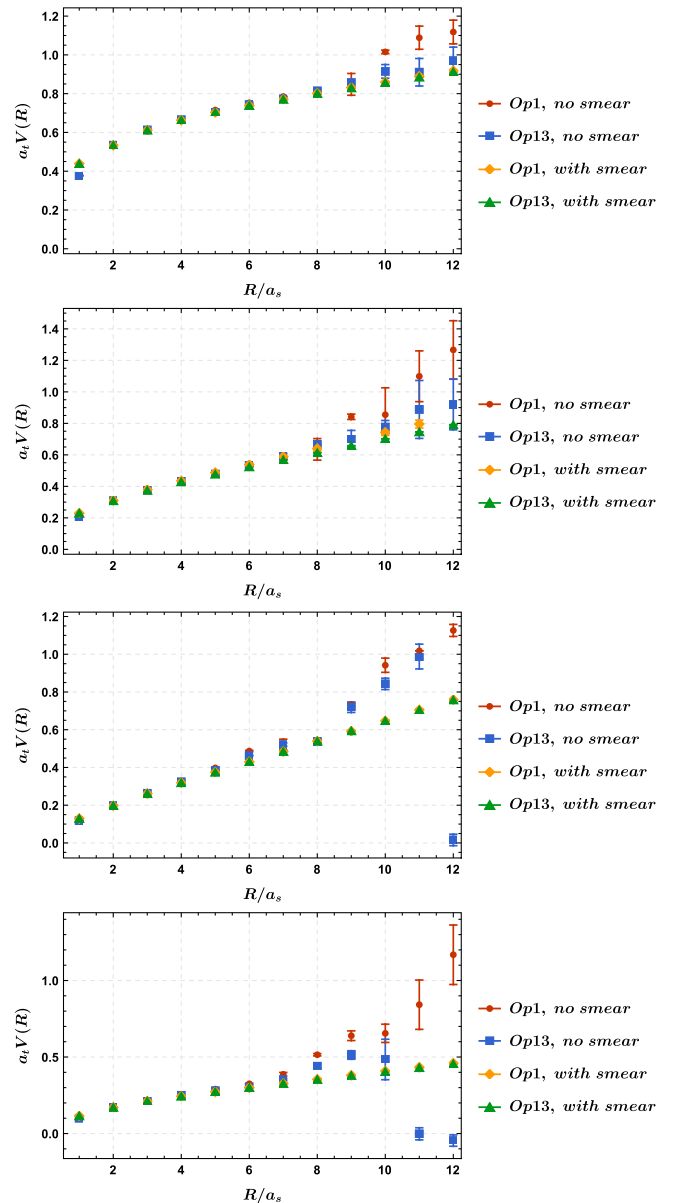 1.2
1.0
0.8
0.6
0.4
0.2
0.0
a_t V(R)
2 4 6 8 10 12
R/a_s
Op1, no smear
Op13, no smear
Op1, with smear
Op13, with smear
1.4
1.2
1.0
0.8
0.6
0.4
0.2
0.0
a_t V(R)
2 4 6 8 10 12
R/a_s
Op1, no smear
Op13, no smear
Op1, with smear
Op13, with smear
1.2
1.0
0.8
0.6
0.4
0.2
0.0
a_t V(R)
2 4 6 8 10 12
R/a_s
Op1, no smear
Op13, no smear
Op1, with smear
Op13, with smear
1.0
0.5
0.0
a_t V(R)
2 4 6 8 10 12
R/a_s
Op1, no smear
Op13, no smear
Op1, with smear
Op13, with smear